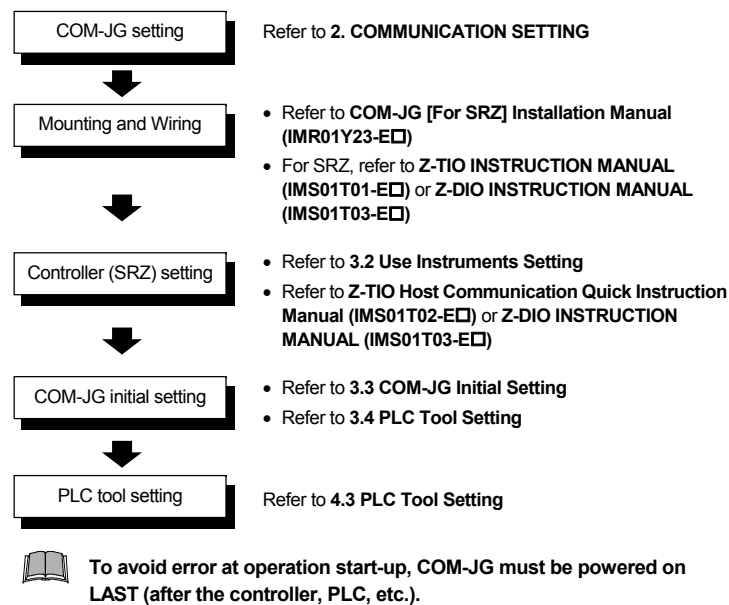 COM-JG setting
Refer to 2. COMMUNICATION SETTING
Mounting and Wiring
• Refer to COM-JG [For SRZ] Installation Manual
(IMR01Y23-E□)
• For SRZ, refer to Z-TIO INSTRUCTION MANUAL
(IMS01T01-E□) or Z-DIO INSTRUCTION MANUAL
(IMS01T03-E□)
Controller (SRZ) setting
• Refer to 3.2 Use Instruments Setting
• Refer to Z-TIO Host Communication Quick Instruction
Manual (IMS01T02-E□) or Z-DIO INSTRUCTION
MANUAL (IMS01T03-E□)
COM-JG initial setting
• Refer to 3.3 COM-JG Initial Setting
• Refer to 3.4 PLC Tool Setting
PLC tool setting
Refer to 4.3 PLC Tool Setting
To avoid error at operation start-up, COM-JG must be powered on
LAST (after the controller, PLC, etc.).